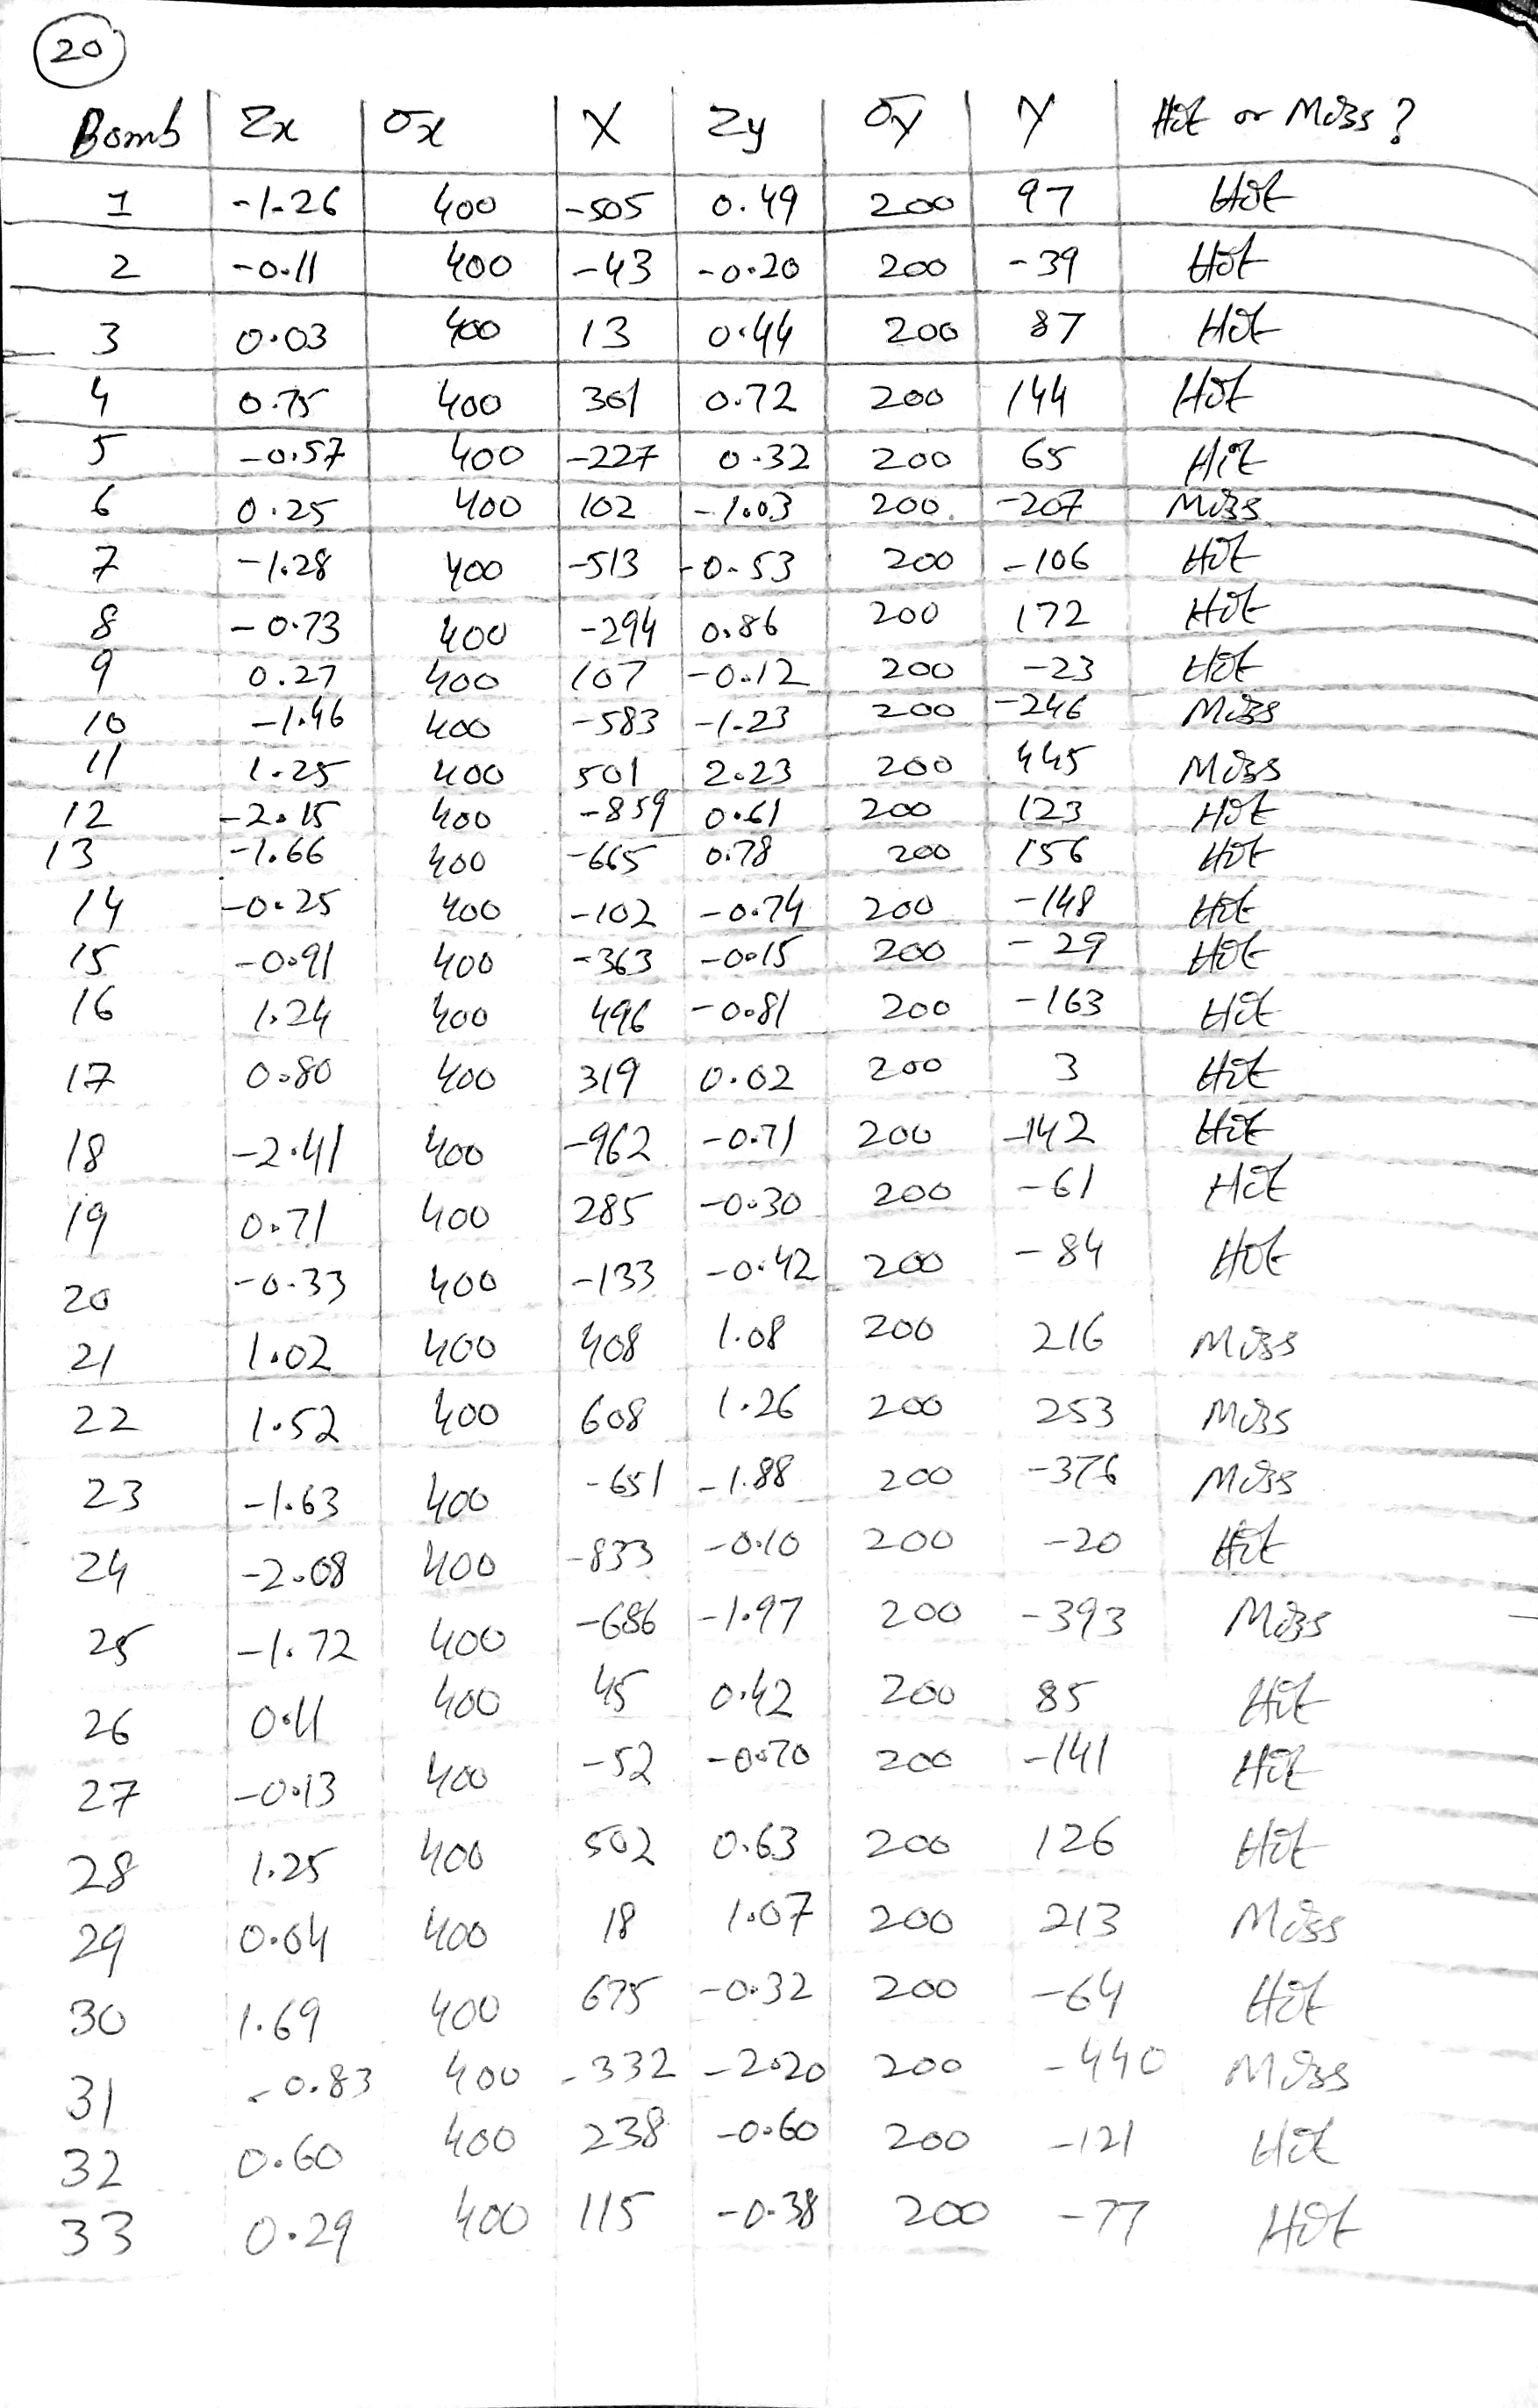 20
Bomb Zx σx X Zy σy Y Hit or Miss?
1 -1.26 400 -505 0.49 200 97 Hit
2 -0.11 400 -43 -0.20 200 -39 Hit
3 0.03 400 13 0.44 200 87 Hit
4 0.75 400 301 0.72 200 144 Hit
5 -0.57 400 -227 0.32 200 65 Hit
6 0.25 400 102 -1.03 200 -207 Miss
7 -1.28 400 -513 -0.53 200 -106 Hit
8 -0.73 400 -294 0.86 200 172 Hit
9 0.27 400 107 -0.12 200 -23 Hit
10 -1.46 400 -583 -1.23 200 -246 Miss
11 1.25 400 501 2.23 200 445 Miss
12 -2.15 400 -859 0.61 200 123 Hit
13 -1.66 400 -665 0.78 200 156 Hit
14 -0.25 400 -102 -0.74 200 -148 Hit
15 -0.91 400 -363 -0.15 200 -29 Hit
16 1.24 400 496 -0.81 200 -163 Hit
17 0.80 400 319 0.02 200 3 Hit
18 -2.41 400 -962 -0.71 200 -142 Hit
19 0.71 400 285 -0.30 200 -61 Hit
20 -0.33 400 -133 -0.42 200 -84 Hit
21 1.02 400 408 1.08 200 216 Miss
22 1.52 400 608 1.26 200 253 Miss
23 -1.63 400 -651 -1.88 200 -376 Miss
24 -2.08 400 -833 -0.10 200 -20 Hit
25 -1.72 400 -686 -1.97 200 -393 Miss
26 0.11 400 45 0.42 200 85 Hit
27 -0.13 400 -52 -0.70 200 -141 Hit
28 1.25 400 502 0.63 200 126 Hit
29 0.04 400 18 1.07 200 213 Miss
30 1.69 400 675 -0.32 200 -64 Hit
31 -0.83 400 -332 -2.20 200 -440 Miss
32 0.60 400 238 -0.60 200 -121 Hit
33 0.29 400 115 -0.38 200 -77 Hit